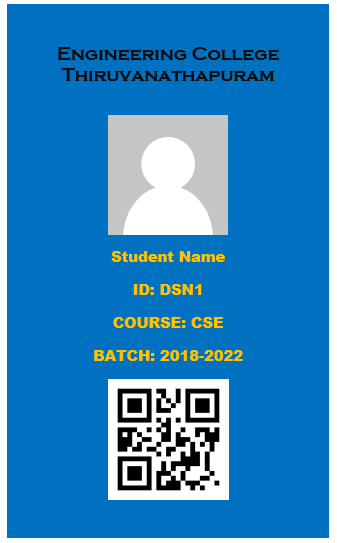 Engineering College
Thiruvanathapuram
Student Name
ID: DSN1
COURSE: CSE
BATCH: 2018-2022